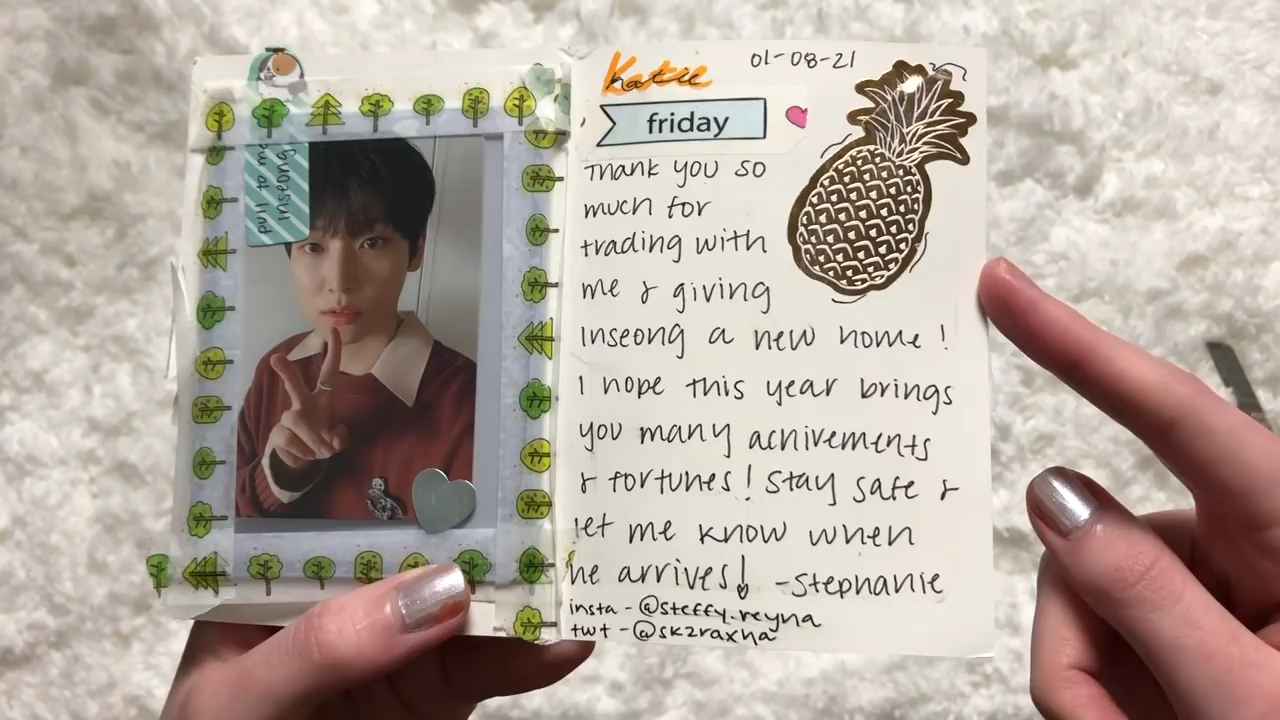 pull to me
inseong
Katie
01-08-21
friday
Thank you so
much for
trading with
me & giving
Inseong a new home!
I hope this year brings
you many achivements
& fortunes! Stay safe &
let me know when
he arrives! -Stephanie
insta - @steffy.reyna
twt - @sk2raxna